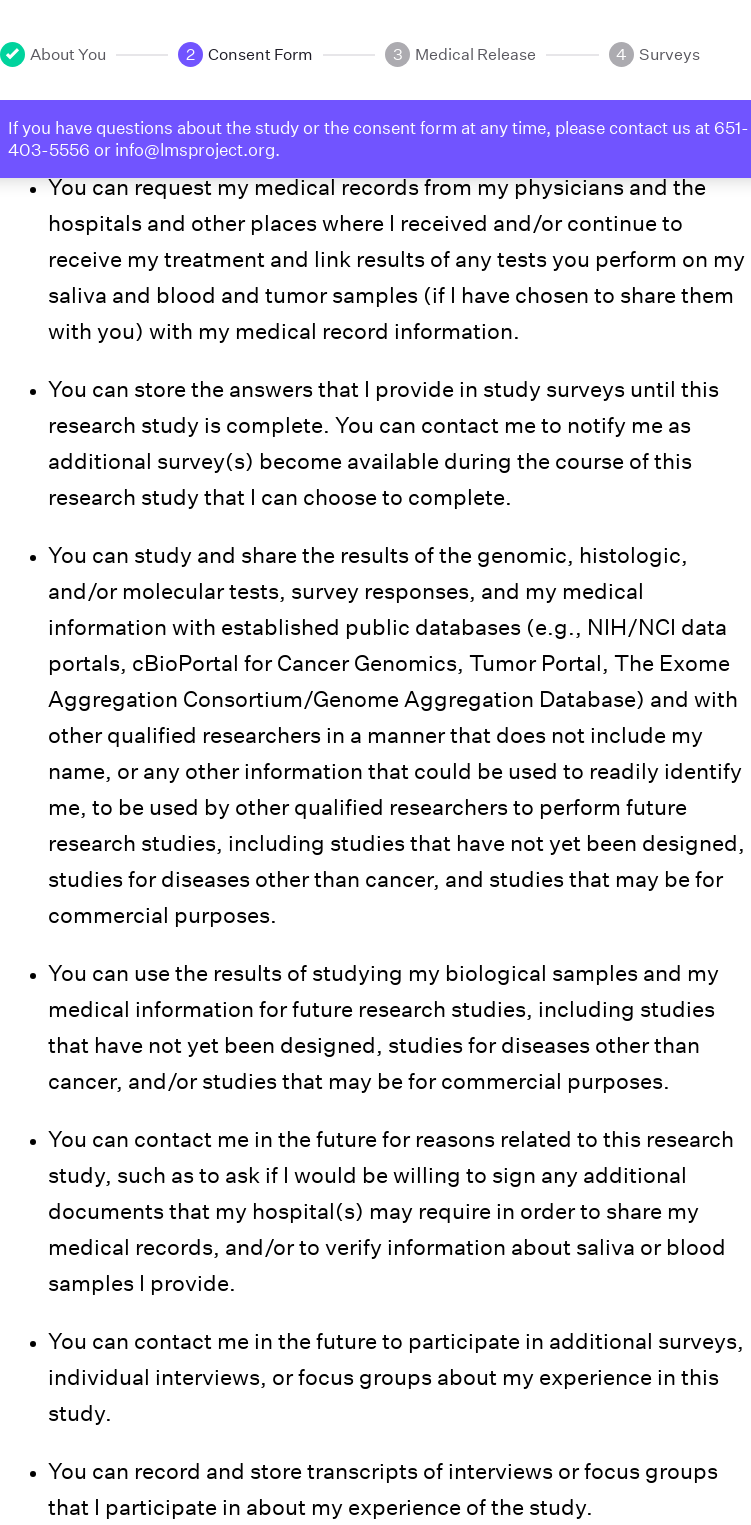 About You
2 Consent Form
3 Medical Release
4 Surveys
If you have questions about the study or the consent form at any time, please contact us at 651-
403-5556 or info@lmsproject.org.
• You can request my medical records from my physicians and the
hospitals and other places where I received and/or continue to
receive my treatment and link results of any tests you perform on my
saliva and blood and tumor samples (if I have chosen to share them
with you) with my medical record information.
• You can store the answers that I provide in study surveys until this
research study is complete. You can contact me to notify me as
additional survey(s) become available during the course of this
research study that I can choose to complete.
• You can study and share the results of the genomic, histologic,
and/or molecular tests, survey responses, and my medical
information with established public databases (e.g., NIH/NCI data
portals, cBioPortal for Cancer Genomics, Tumor Portal, The Exome
Aggregation Consortium/Genome Aggregation Database) and with
other qualified researchers in a manner that does not include my
name, or any other information that could be used to readily identify
me, to be used by other qualified researchers to perform future
research studies, including studies that have not yet been designed,
studies for diseases other than cancer, and studies that may be for
commercial purposes.
• You can use the results of studying my biological samples and my
medical information for future research studies, including studies
that have not yet been designed, studies for diseases other than
cancer, and/or studies that may be for commercial purposes.
• You can contact me in the future for reasons related to this research
study, such as to ask if I would be willing to sign any additional
documents that my hospital(s) may require in order to share my
medical records, and/or to verify information about saliva or blood
samples I provide.
• You can contact me in the future to participate in additional surveys,
individual interviews, or focus groups about my experience in this
study.
• You can record and store transcripts of interviews or focus groups
that I participate in about my experience of the study.